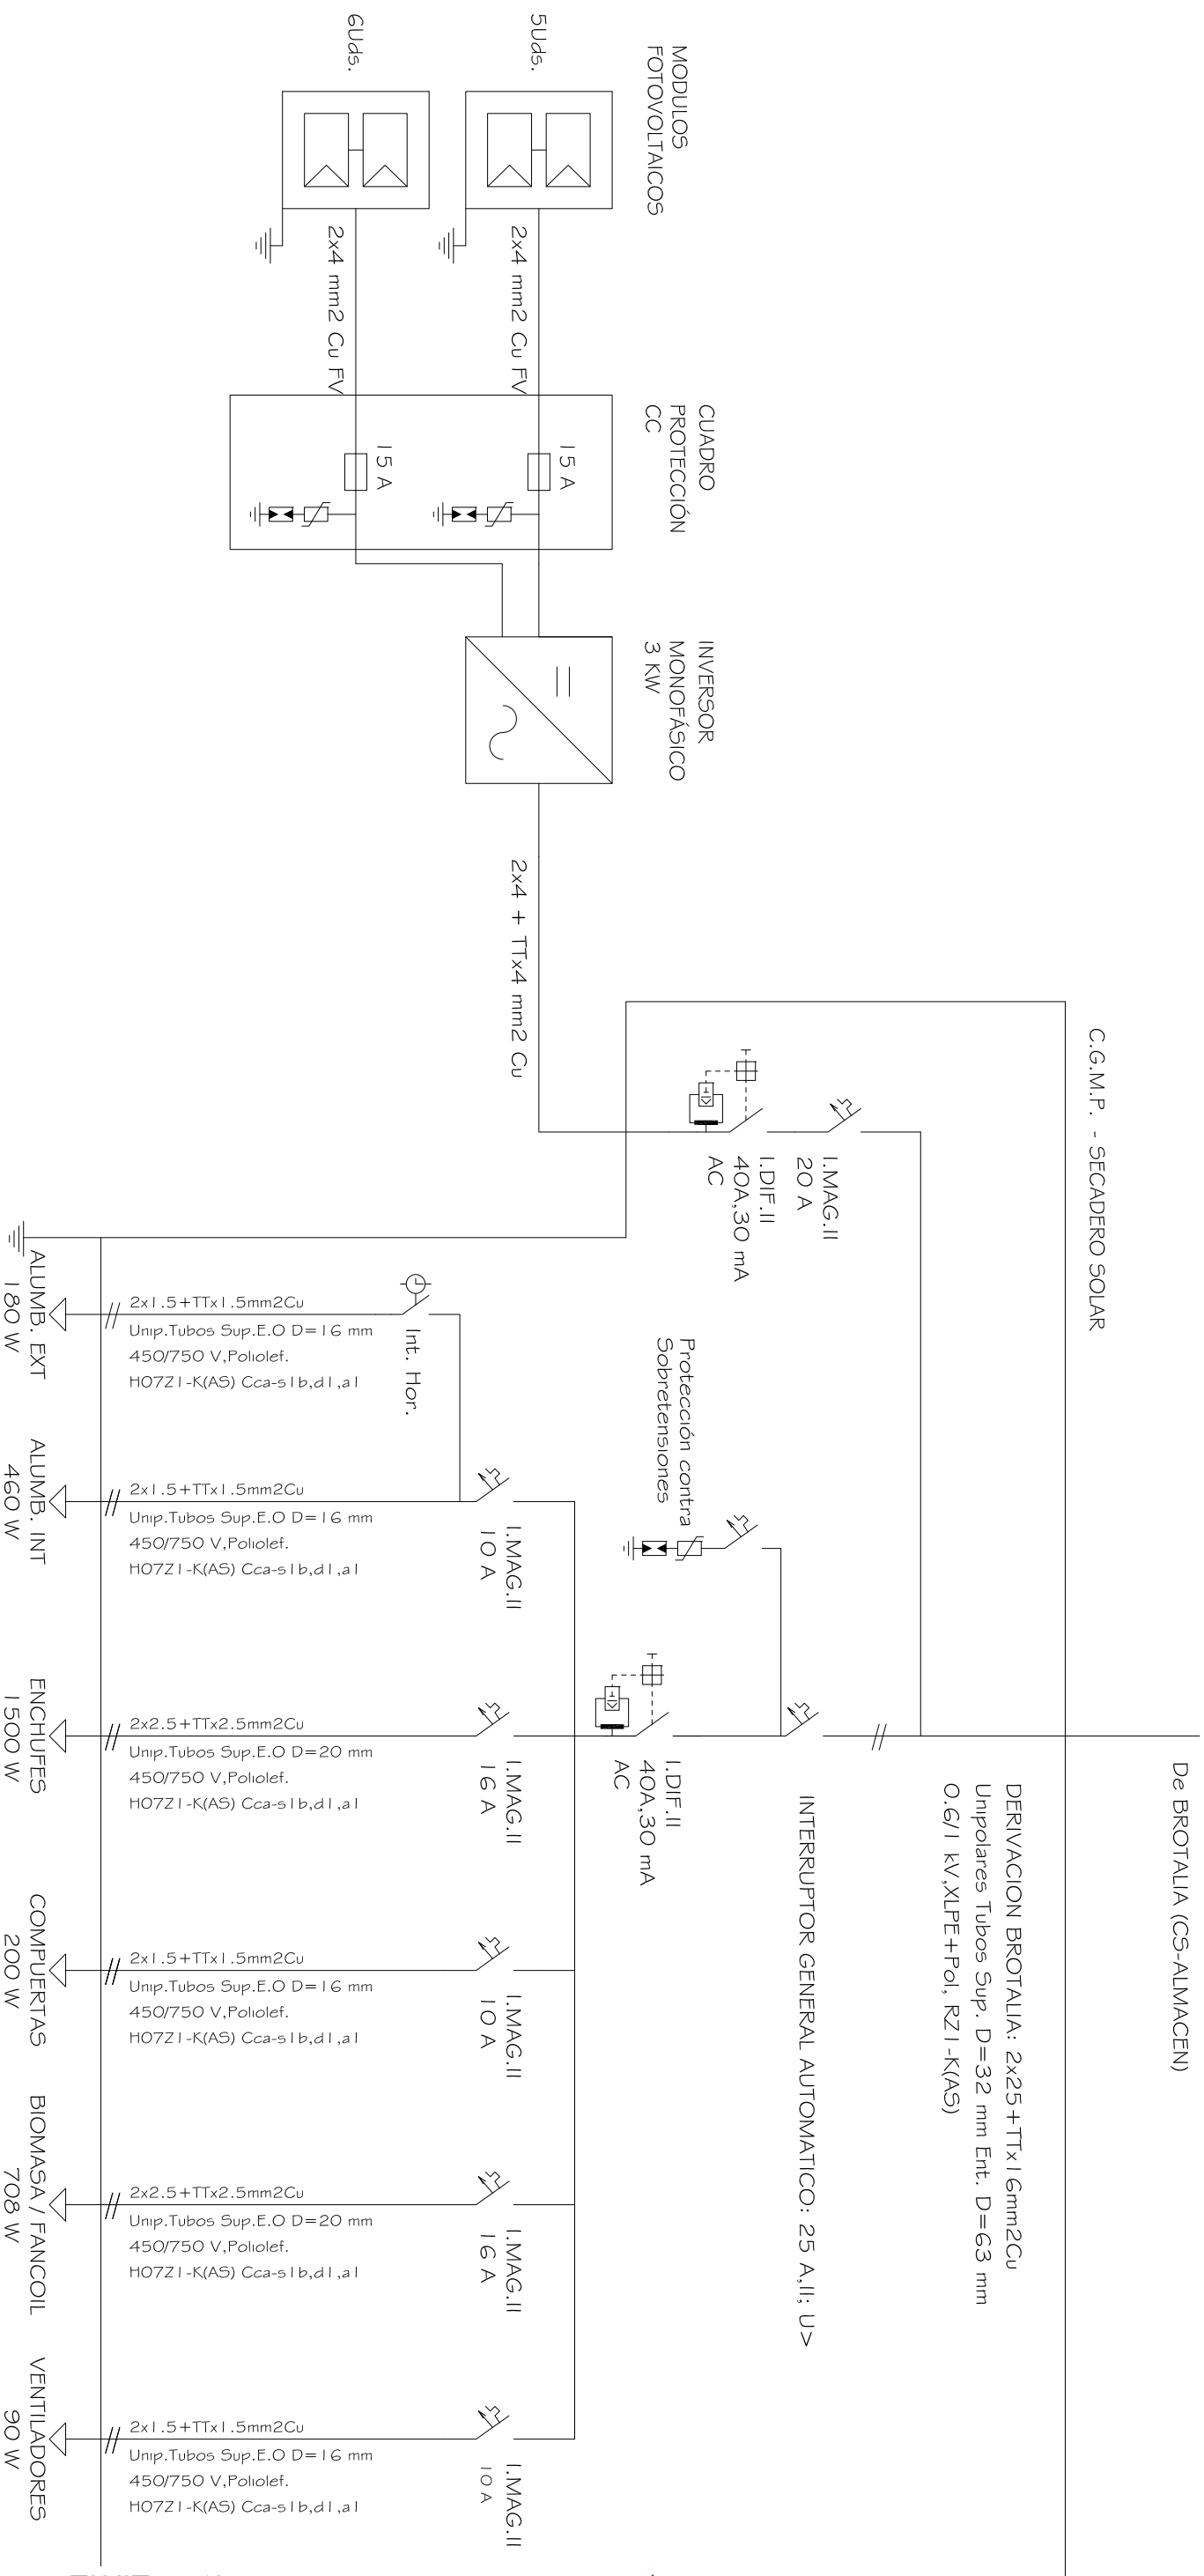 MODULOS
FOTOVOLTAICOS
5Uds.
6Uds.
2x4 mm2 Cu FV
2x4 mm2 Cu FV
CUADRO
PROTECCIÓN
CC
15 A
15 A
INVERSOR
MONOFÁSICO
3 KW
2x4 + TTx4 mm2 Cu
C.G.M.P. - SECADERO SOLAR
I.MAG.II
20 A
I.DIF.II
40A,30 mA
AC
De BROTALIA (CS-ALMACEN)
DERIVACION BROTALIA: 2x25+TTx16mm2Cu
Unipolares Tubos Sup. D=32 mm Ent. D=63 mm
0.6/1 kV,XLPE+Pol, RZ1-K(AS)
INTERRUPTOR GENERAL AUTOMATICO: 25 A,II; U>
Protección contra
Sobretensiones
I.DIF.II
40A,30 mA
AC
Int. Hor.
2x1.5+TTx1.5mm2Cu
Unip.Tubos Sup.E.O D=16 mm
450/750 V,Poliolef.
H07Z1-K(AS) Cca-s1b,d1,a1
ALUMB. EXT
180 W
I.MAG.II
10 A
2x1.5+TTx1.5mm2Cu
Unip.Tubos Sup.E.O D=16 mm
450/750 V,Poliolef.
H07Z1-K(AS) Cca-s1b,d1,a1
ALUMB. INT
460 W
I.MAG.II
16 A
2x2.5+TTx2.5mm2Cu
Unip.Tubos Sup.E.O D=20 mm
450/750 V,Poliolef.
H07Z1-K(AS) Cca-s1b,d1,a1
ENCHUFES
1500 W
I.MAG.II
10 A
2x1.5+TTx1.5mm2Cu
Unip.Tubos Sup.E.O D=16 mm
450/750 V,Poliolef.
H07Z1-K(AS) Cca-s1b,d1,a1
COMPUERTAS
200 W
I.MAG.II
16 A
2x2.5+TTx2.5mm2Cu
Unip.Tubos Sup.E.O D=20 mm
450/750 V,Poliolef.
H07Z1-K(AS) Cca-s1b,d1,a1
BIOMASA / FANCOIL
708 W
I.MAG.II
10 A
2x1.5+TTx1.5mm2Cu
Unip.Tubos Sup.E.O D=16 mm
450/750 V,Poliolef.
H07Z1-K(AS) Cca-s1b,d1,a1
VENTILADORES
90 W